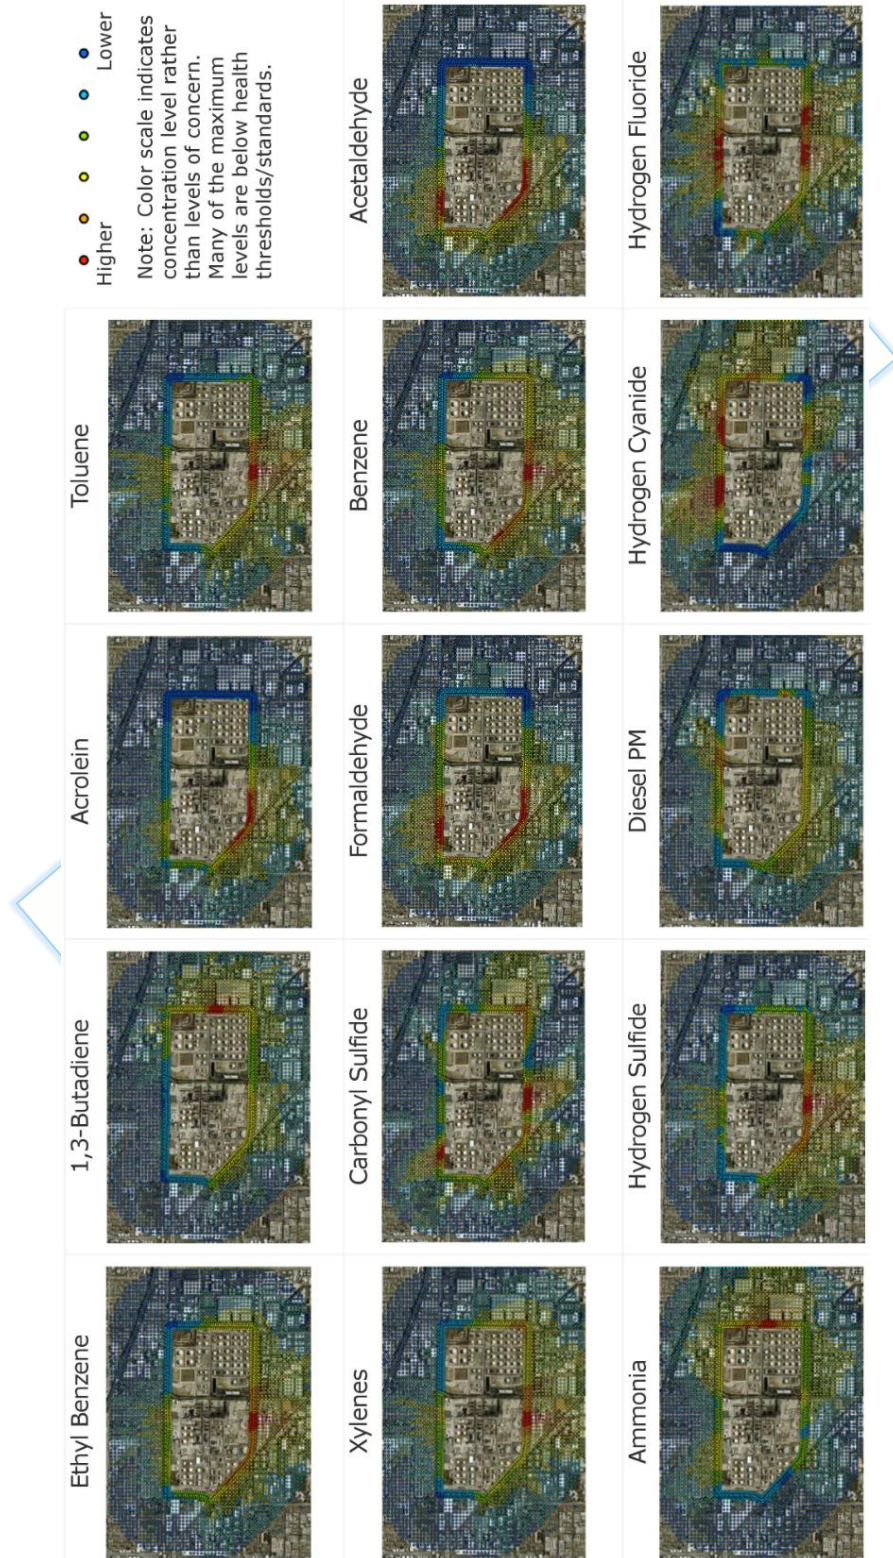 Ethyl Benzene
1,3-Butadiene
Acrolein
Toluene
Higher
Lower
Note: Color scale indicates
concentration level rather
than levels of concern.
Many of the maximum
levels are below health
thresholds/standards.
Xylenes
Carbonyl Sulfide
Formaldehyde
Benzene
Acetaldehyde
Ammonia
Hydrogen Sulfide
Diesel PM
Hydrogen Cyanide
Hydrogen Fluoride